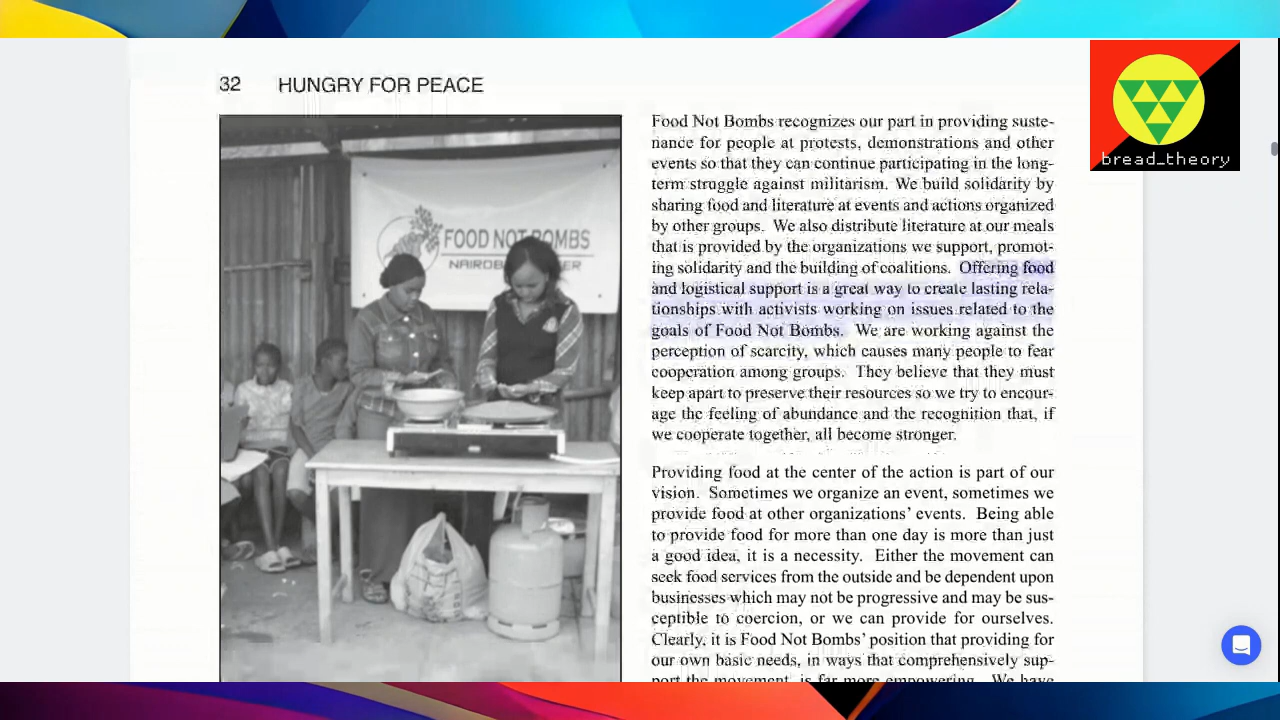 32 HUNGRY FOR PEACE
bread_theory
FOOD NOT BOMBS
Food Not Bombs recognizes our part in providing suste-
nance for people at protests, demonstrations and other
events so that they can continue participating in the long-
term struggle against militarism. We build solidarity by
sharing food and literature at events and actions organized
by other groups. We also distribute literature at our meals
that is provided by the organizations we support, promot-
ing solidarity and the building of coalitions. Offering food
and logistical support is a great way to create lasting rela-
tionships with activists working on issues related to the
goals of Food Not Bombs. We are working against the
perception of scarcity, which causes many people to fear
cooperation among groups. They believe that they must
keep apart to preserve their resources so we try to encour-
age the feeling of abundance and the recognition that, if
we cooperate together, all become stronger.
Providing food at the center of the action is part of our
vision. Sometimes we organize an event, sometimes we
provide food at other organizations' events. Being able
to provide food for more than one day is more than just
a good idea, it is a necessity. Either the movement can
seek food services from the outside and be dependent upon
businesses which may not be progressive and may be sus-
ceptible to coercion, or we can provide for ourselves.
Clearly, it is Food Not Bombs' position that providing for
our own basic needs, in ways that comprehensively sup-
port the movement, is far more empowering. We have